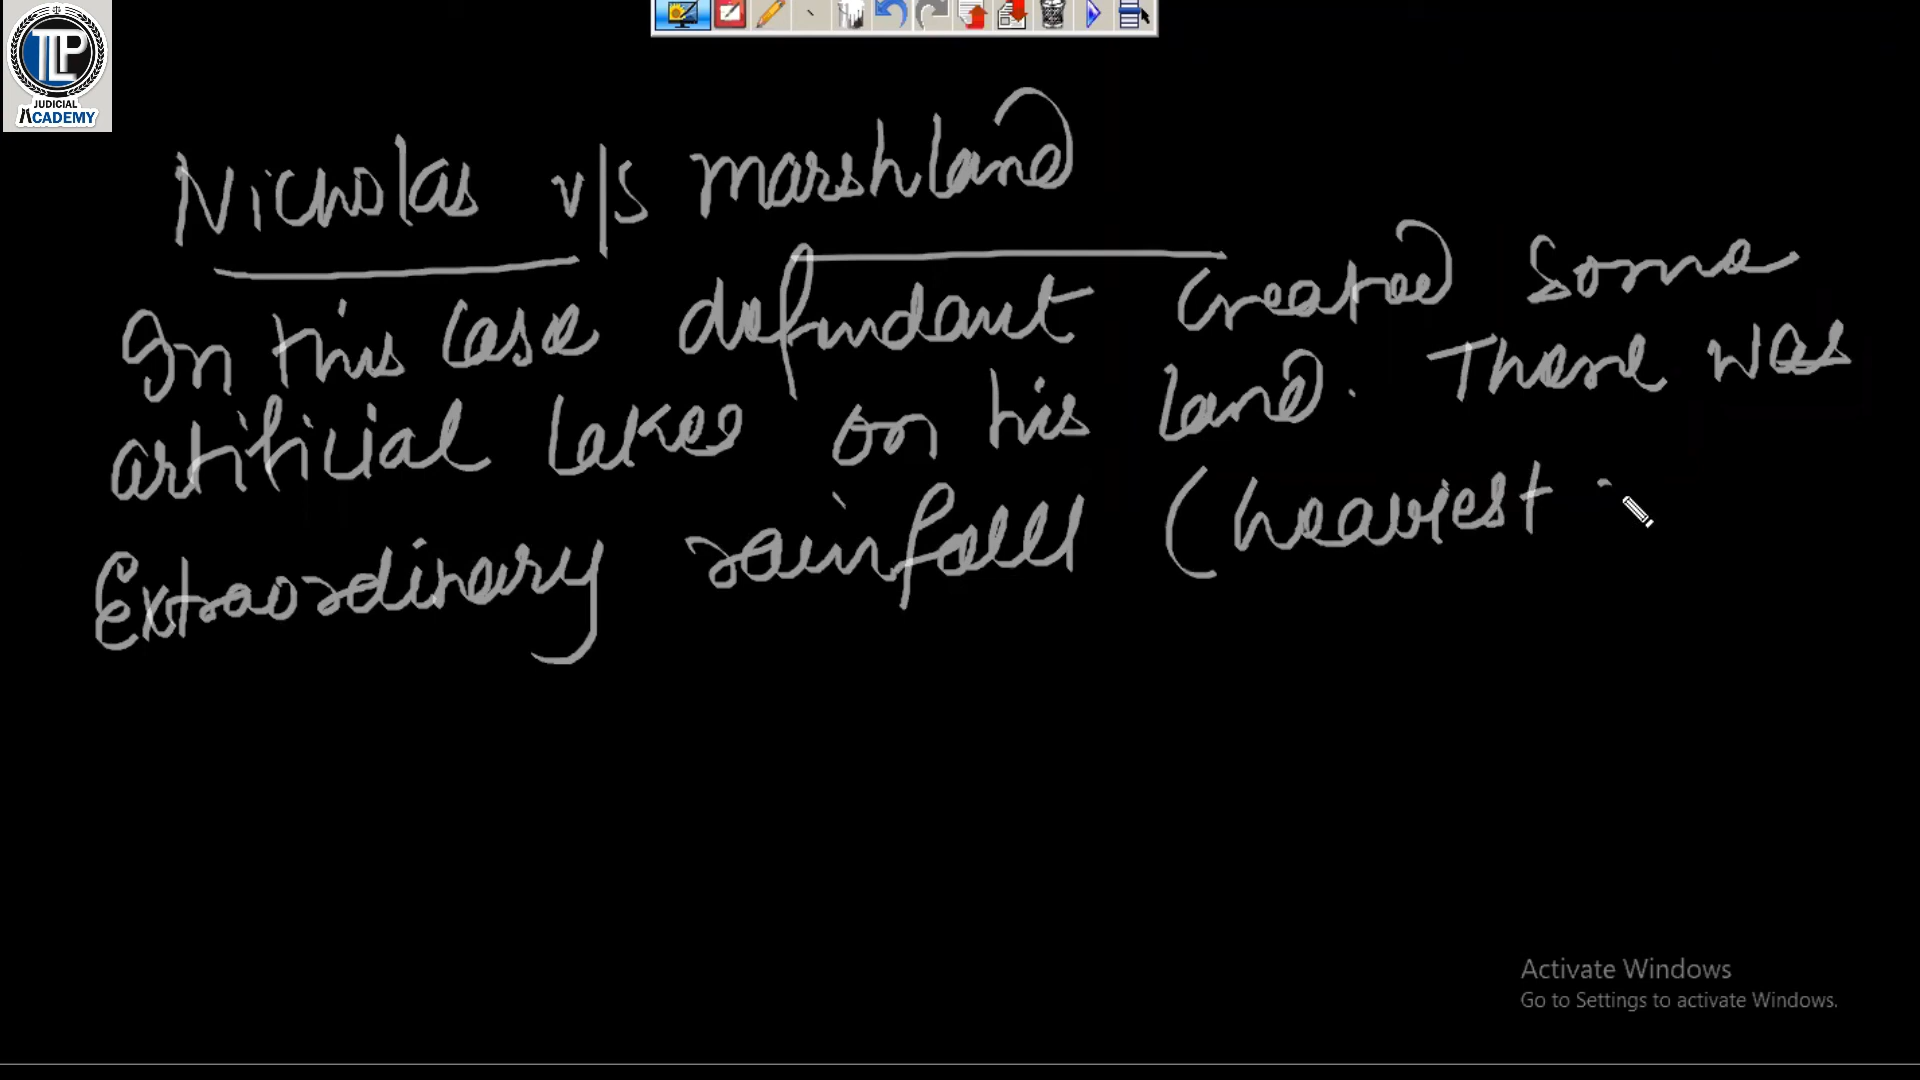 TLP
JUDICIAL
ACADEMY
Nicholas v/s marshland
In this case defendant created some
artificial lakes on his land. There was
Extraordinary rainfall (heaviest
Activate Windows
Go to Settings to activate Windows.